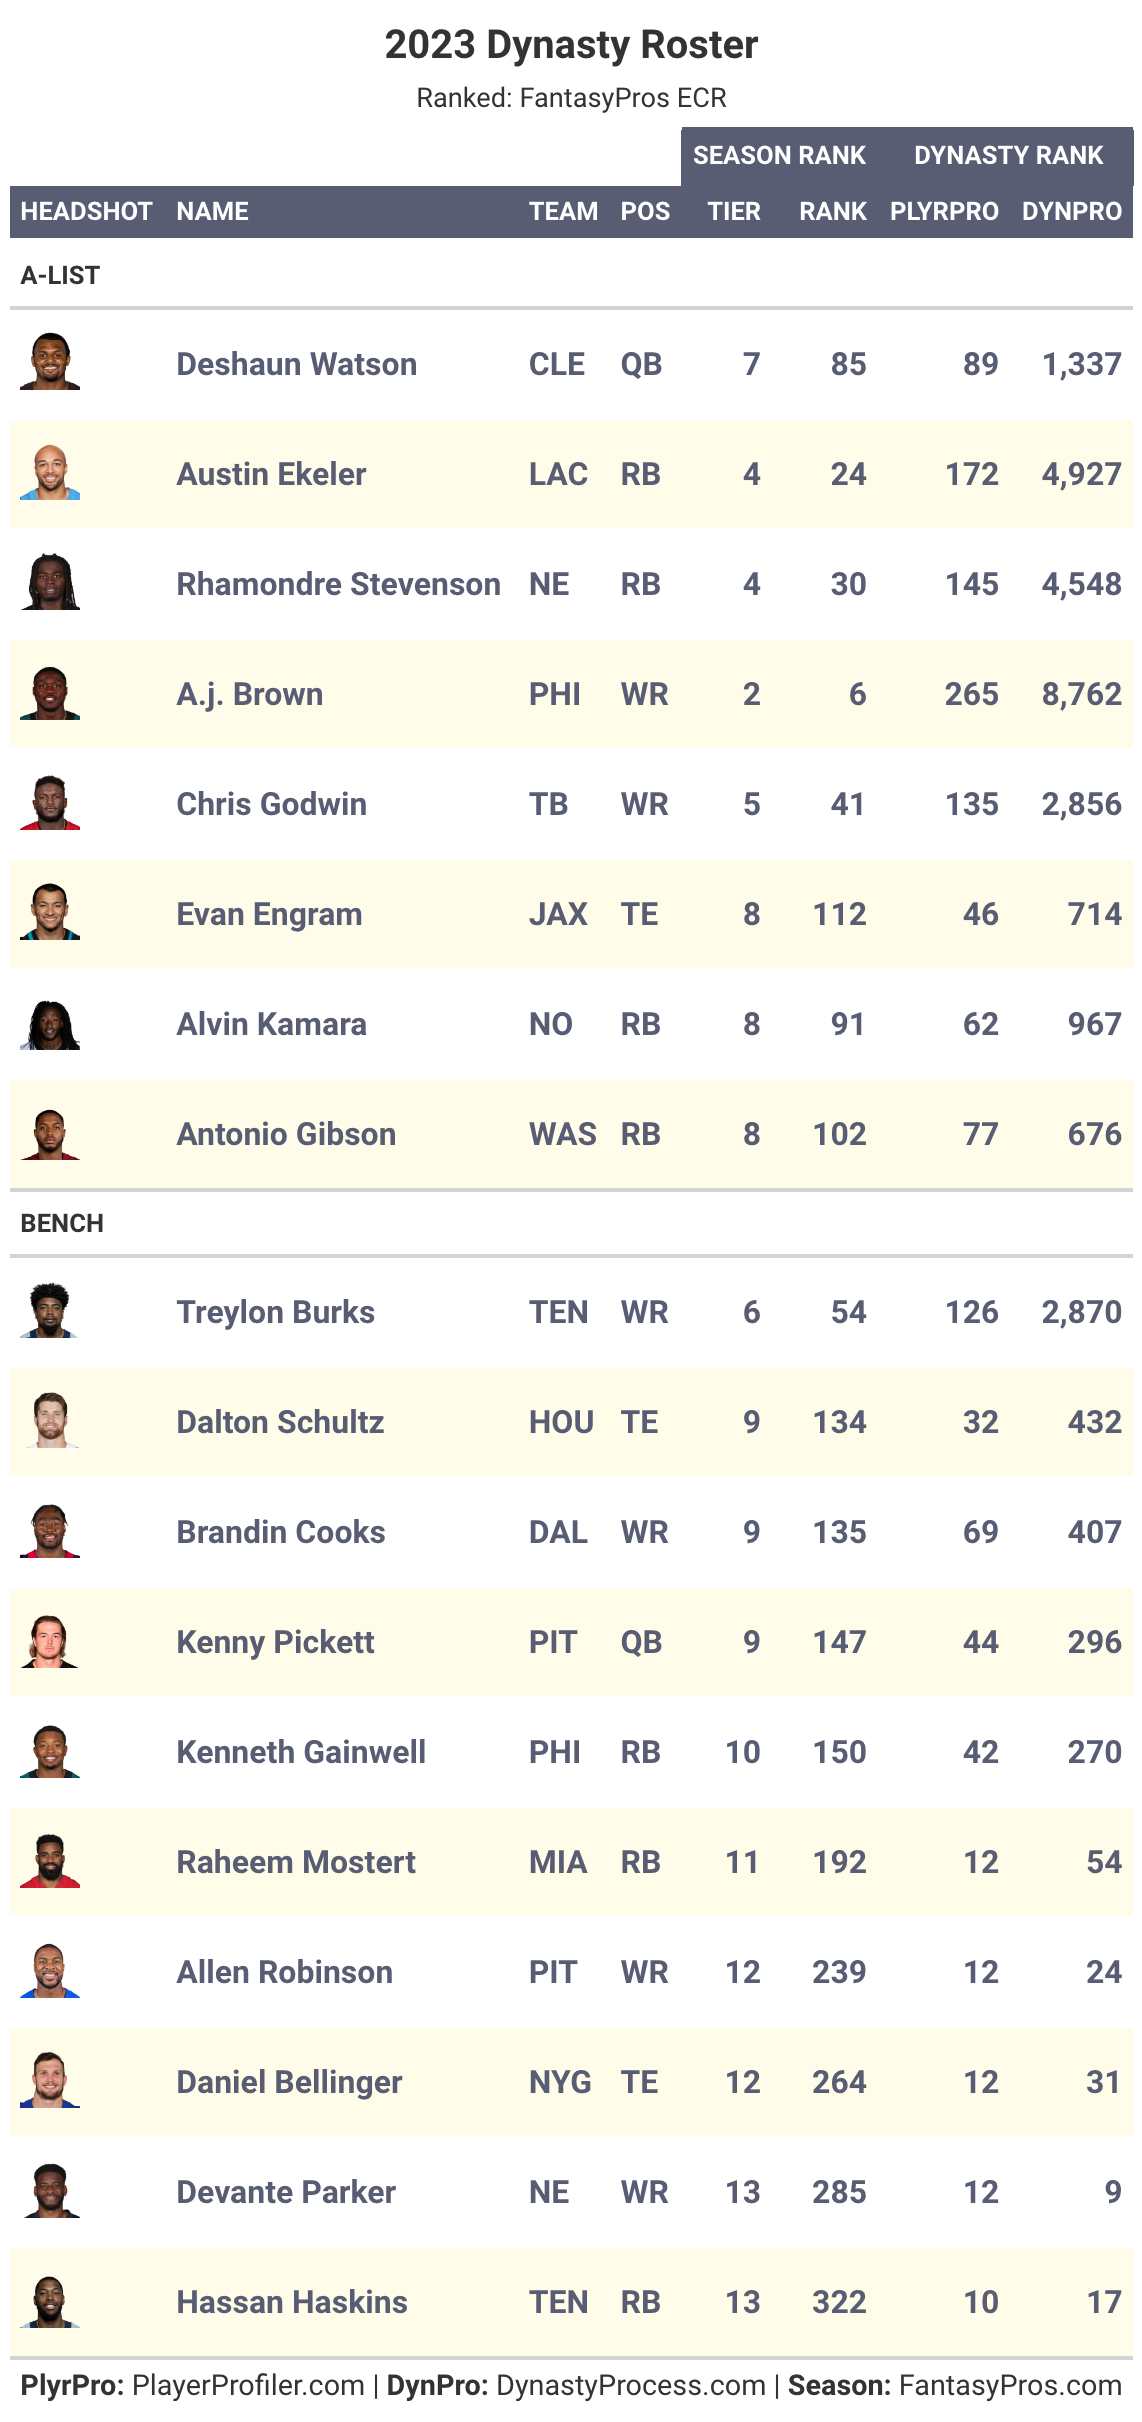 2023 Dynasty Roster
Ranked: FantasyPros ECR
SEASON RANK DYNASTY RANK
HEADSHOT NAME TEAM POS TIER RANK PLYRPRO DYNPRO
A-LIST
Deshaun Watson CLE QB 7 85 89 1,337
Austin Ekeler LAC RB 4 24 172 4,927
Rhamondre Stevenson NE RB 4 30 145 4,548
A.j. Brown PHI WR 2 6 265 8,762
Chris Godwin TB WR 5 41 135 2,856
Evan Engram JAX TE 8 112 46 714
Alvin Kamara NO RB 8 91 62 967
Antonio Gibson WAS RB 8 102 77 676
BENCH
Treylon Burks TEN WR 6 54 126 2,870
Dalton Schultz HOU TE 9 134 32 432
Brandin Cooks DAL WR 9 135 69 407
Kenny Pickett PIT QB 9 147 44 296
Kenneth Gainwell PHI RB 10 150 42 270
Raheem Mostert MIA RB 11 192 12 54
Allen Robinson PIT WR 12 239 12 24
Daniel Bellinger NYG TE 12 264 12 31
Devante Parker NE WR 13 285 12 9
Hassan Haskins TEN RB 13 322 10 17
PlyrPro: PlayerProfiler.com | DynPro: DynastyProcess.com | Season: FantasyPros.com